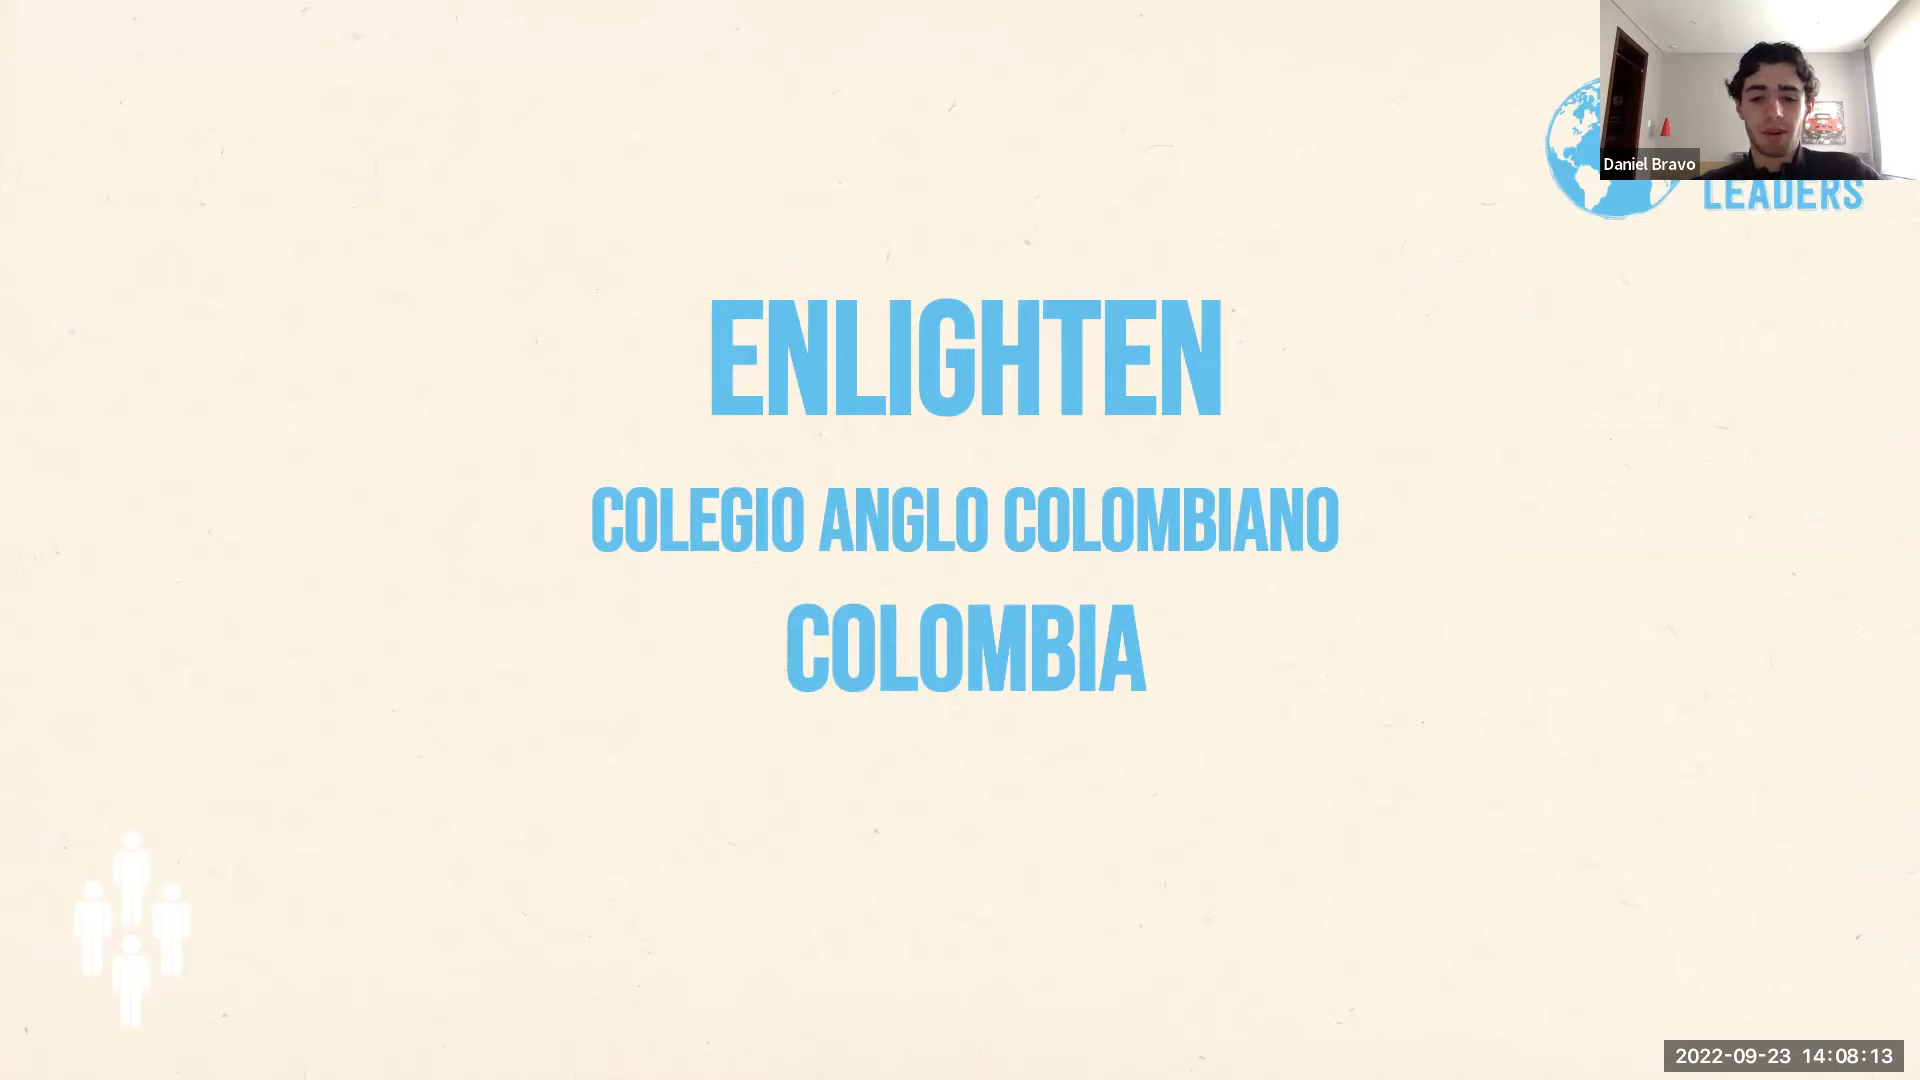 Daniel Bravo
LEADERS
ENLIGHTEN
COLEGIO ANGLO COLOMBIANO
COLOMBIA
2022-09-23 14:08:13